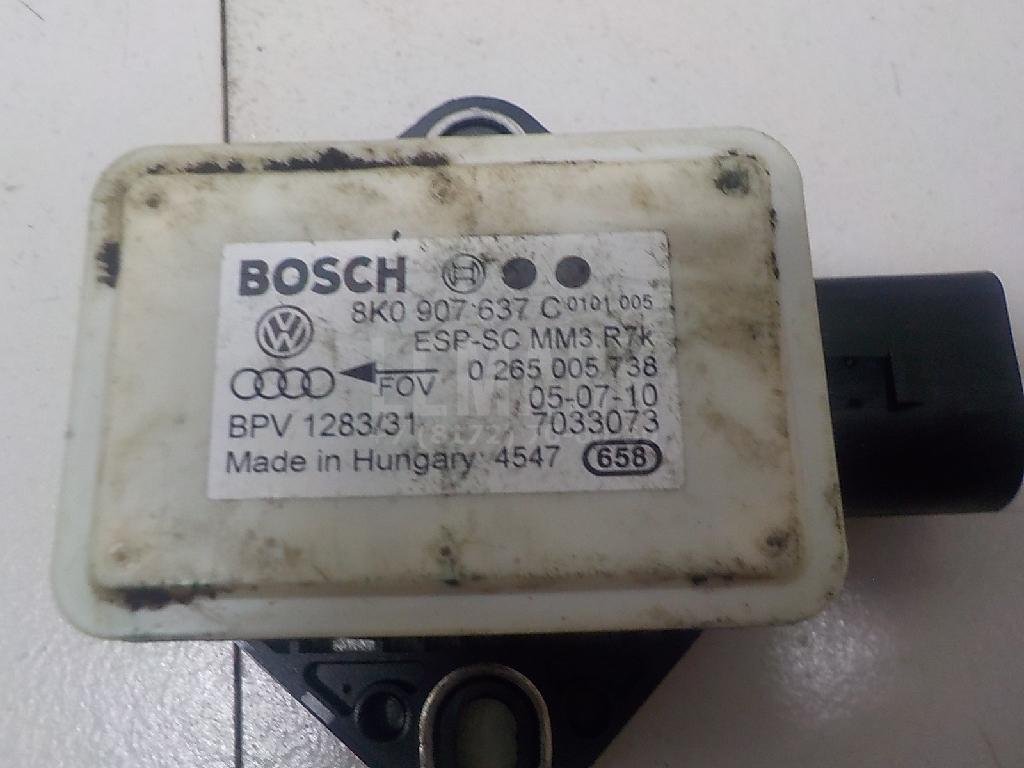 BOSCH
8K0 907 637 C 0101 005
ESP-SC MM3.R7k
0 265 005 738
FOV
05-07-10
BPV 1283/31 7033073
Made in Hungary 4547 658